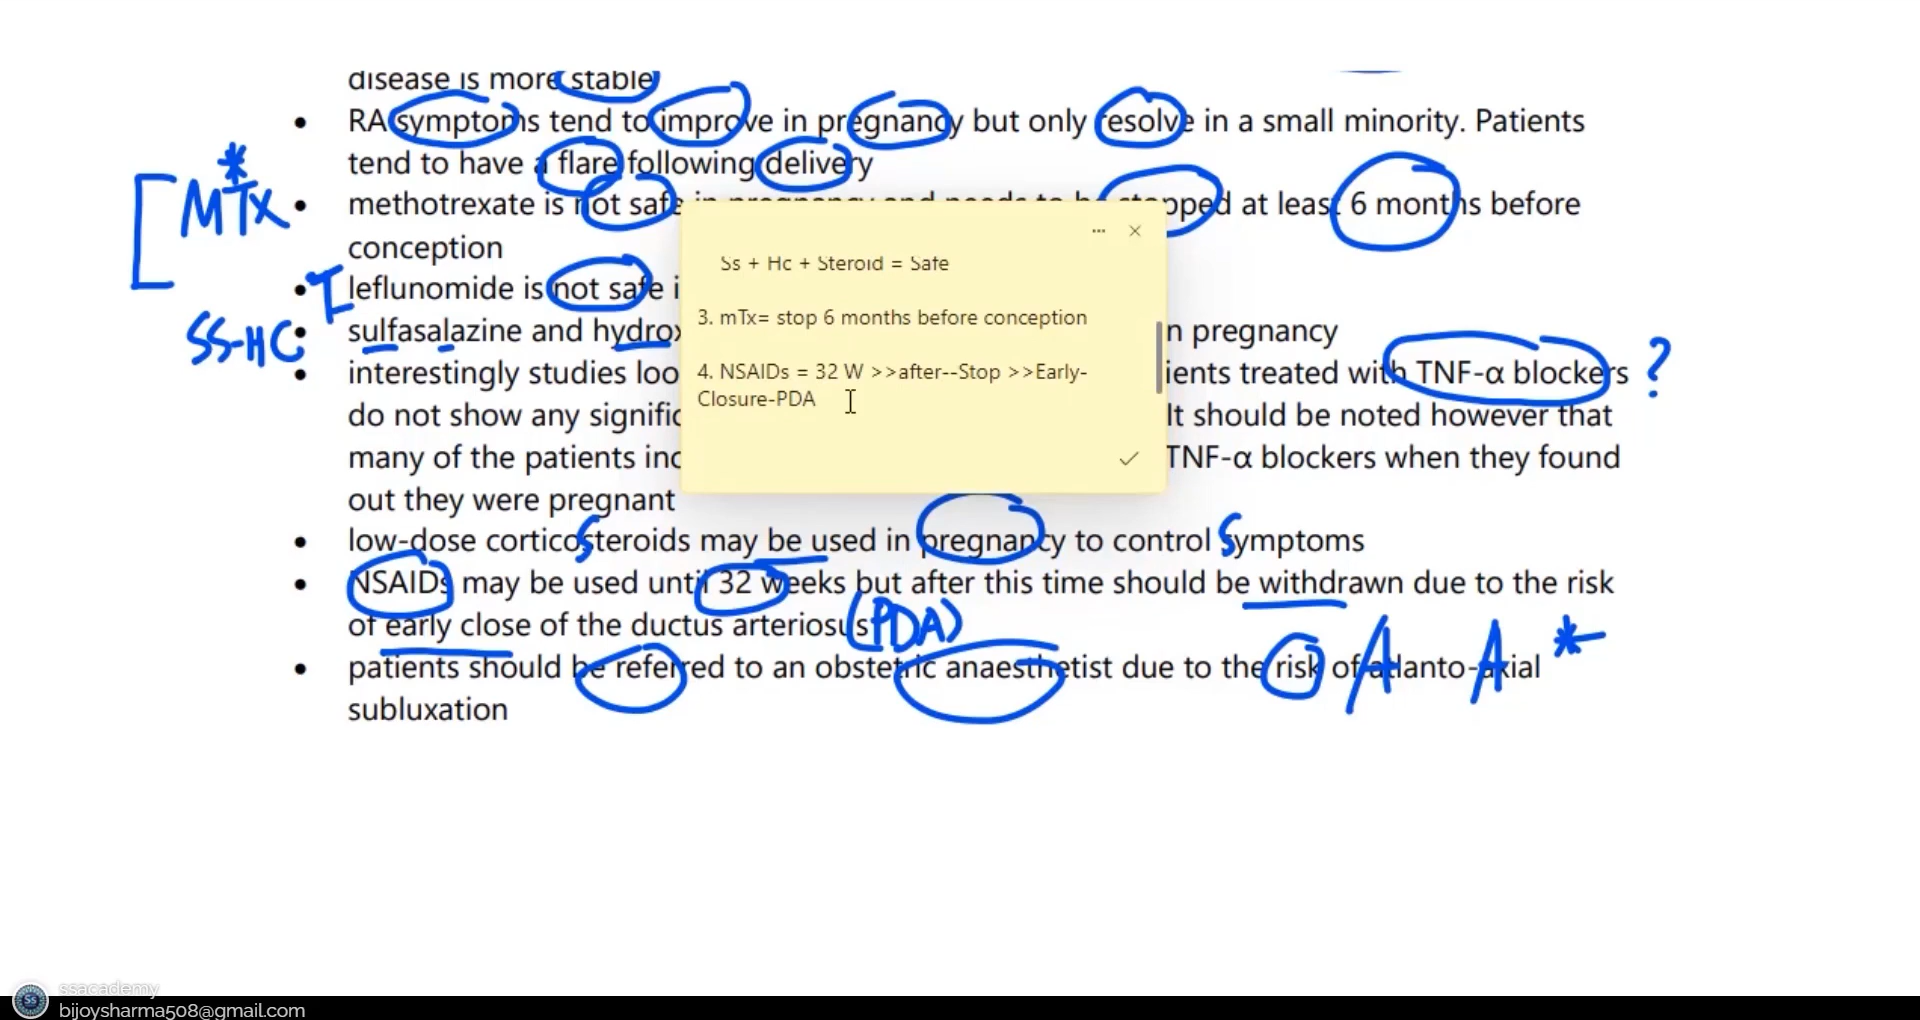 disease is more stable
RA symptoms tend to improve in pregnancy but only resolve in a small minority. Patients
tend to have a flare following delivery
*
MTx
methotrexate is not safe in pregnancy and needs to be stopped at least 6 months before
conception
leflunomide is not safe i
SS-HC
sulfasalazine and hydrox
n pregnancy
interestingly studies loo
ients treated with TNF-α blockers ?
do not show any signific
It should be noted however that
many of the patients inc
TNF-α blockers when they found
out they were pregnant
Ss + Hc + Steroid = Safe
3. mTx= stop 6 months before conception
4. NSAIDs = 32 W >>after--Stop >>Early-
Closure-PDA
S S
low-dose corticosteroids may be used in pregnancy to control symptoms
NSAIDs may be used until 32 weeks but after this time should be withdrawn due to the risk
of early close of the ductus arteriosus (PDA)
A A *
patients should be referred to an obstetric anaesthetist due to the risk of atlanto-axial
subluxation
Ss
ssacademy
bijoysharma508@gmail.com